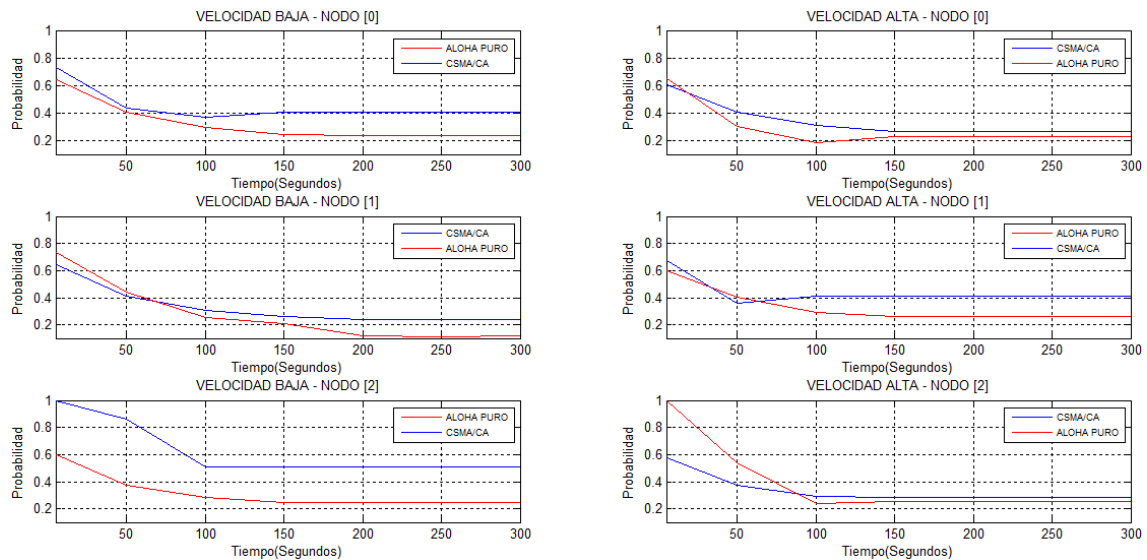 VELOCIDAD BAJA - NODO [0]
Probabilidad
1
0.8
0.6
0.4
0.2
ALOHA PURO
CSMA/CA
50 100 150 200 250 300
Tiempo(Segundos)
VELOCIDAD ALTA - NODO [0]
Probabilidad
1
0.8
0.6
0.4
0.2
CSMA/CA
ALOHA PURO
50 100 150 200 250 300
Tiempo(Segundos)
VELOCIDAD BAJA - NODO [1]
Probabilidad
1
0.8
0.6
0.4
0.2
CSMA/CA
ALOHA PURO
50 100 150 200 250 300
Tiempo(Segundos)
VELOCIDAD ALTA - NODO [1]
Probabilidad
1
0.8
0.6
0.4
0.2
ALOHA PURO
CSMA/CA
50 100 150 200 250 300
Tiempo(Segundos)
VELOCIDAD BAJA - NODO [2]
Probabilidad
1
0.8
0.6
0.4
0.2
ALOHA PURO
CSMA/CA
50 100 150 200 250 300
Tiempo(Segundos)
VELOCIDAD ALTA - NODO [2]
Probabilidad
1
0.8
0.6
0.4
0.2
CSMA/CA
ALOHA PURO
50 100 150 200 250 300
Tiempo(Segundos)